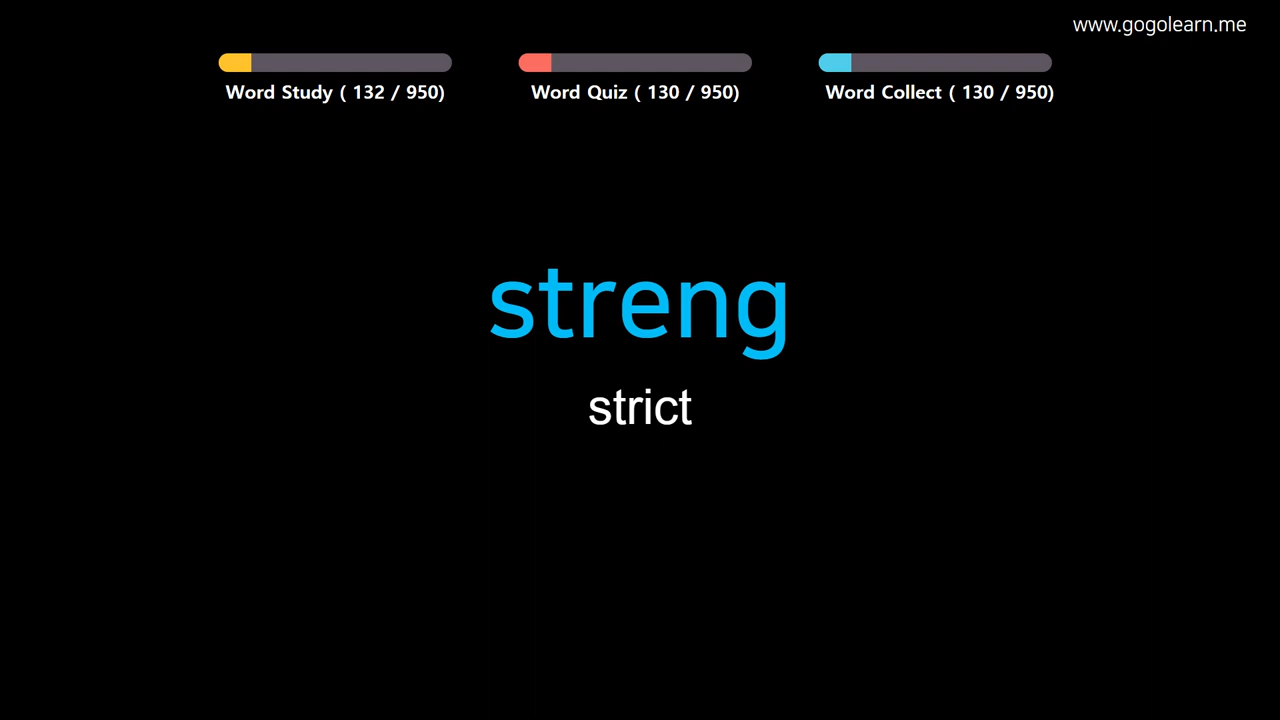 www.gogolearn.me
Word Study ( 132 / 950)
Word Quiz ( 130 / 950)
Word Collect ( 130 / 950)
streng
strict